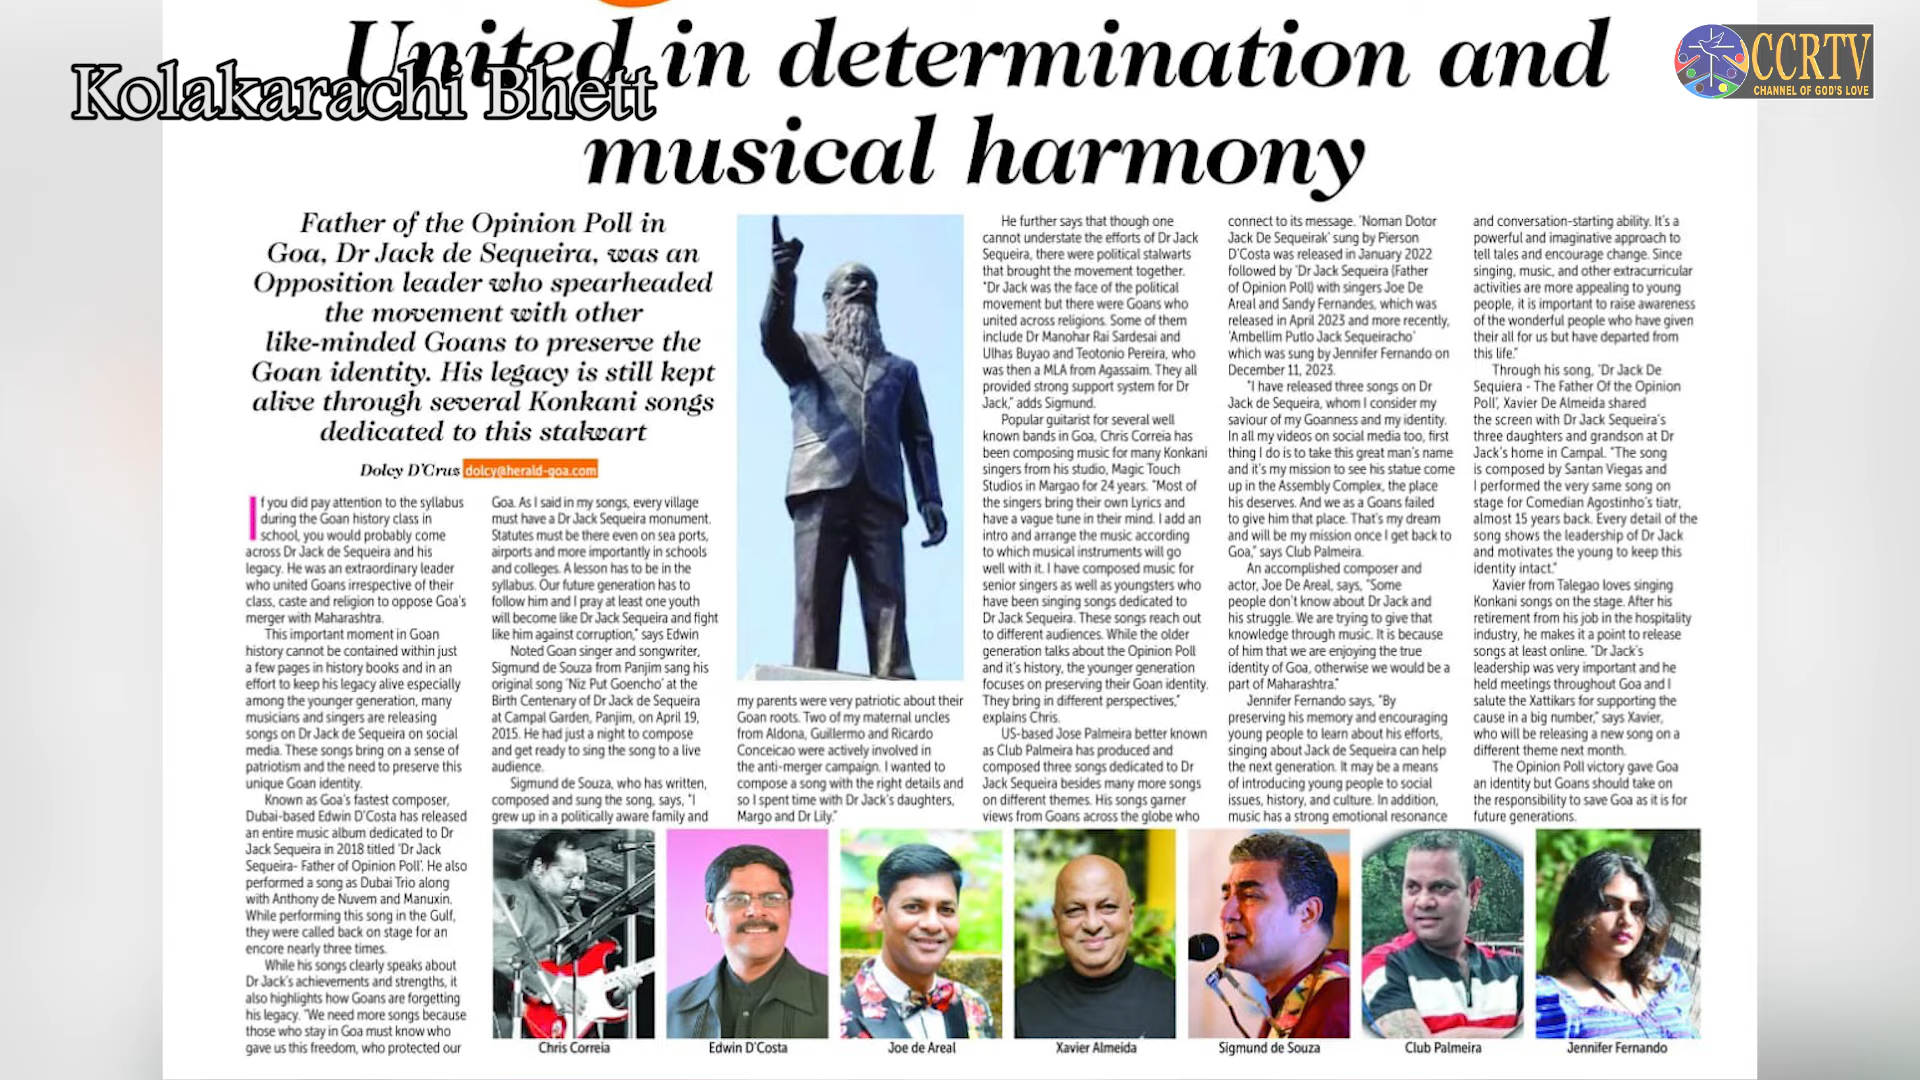 United in determination and
musical harmony
Kolakarachi Bhett
CCRTV
CHANNEL OF GOD'S LOVE
Father of the Opinion Poll in
Goa, Dr Jack de Sequeira, was an
Opposition leader who spearheaded
the movement with other
like-minded Goans to preserve the
Goan identity. His legacy is still kept
alive through several Konkani songs
dedicated to this stalwart
Dolcy D'Cruz dolcy@herald-goa.com
If you did pay attention to the syllabus
during the Goan history class in
school, you would probably come
across Dr Jack de Sequeira and his
legacy. He was an extraordinary leader
who united Goans irrespective of their
class, caste and religion to oppose Goa's
merger with Maharashtra.
This important moment in Goan
history cannot be contained within just
a few pages in history books and in an
effort to keep his legacy alive especially
among the younger generation, many
musicians and singers are releasing
songs on Dr Jack de Sequeira on social
media. These songs bring on a sense of
patriotism and the need to preserve this
unique Goan identity.
Known as Goa's fastest composer,
Dubai-based Edwin D'Costa has released
an entire music album dedicated to Dr
Jack Sequeira in 2018 titled 'Dr Jack
Sequeira- Father of Opinion Poll'. He also
performed a song as Dubai Trio along
with Anthony de Nuvem and Manuxin.
While performing this song in the Gulf,
they were called back on stage for an
encore nearly three times.
While his songs clearly speaks about
Dr Jack's achievements and strengths, it
also highlights how Goans are forgetting
his legacy. "We need more songs because
those who stay in Goa must know who
gave us this freedom, who protected our
Goa. As I said in my songs, every village
must have a Dr Jack Sequeira monument.
Statutes must be there even on sea ports,
airports and more importantly in schools
and colleges. A lesson has to be in the
syllabus. Our future generation has to
follow him and I pray at least one youth
will become like Dr Jack Sequeira and fight
like him against corruption," says Edwin
Noted Goan singer and songwriter,
Sigmund de Souza from Panjim sang his
original song 'Niz Put Goencho' at the
Birth Centenary of Dr Jack de Sequeira
at Campal Garden, Panjim, on April 19,
2015. He had just a night to compose
and get ready to sing the song to a live
audience.
Sigmund de Souza, who has written,
composed and sung the song, says, "I
grew up in a politically aware family and
my parents were very patriotic about their
Goan roots. Two of my maternal uncles
from Aldona, Guillermo and Ricardo
Conceicao were actively involved in
the anti-merger campaign. I wanted to
compose a song with the right details and
so I spent time with Dr Jack's daughters,
Margo and Dr Lily."
He further says that though one
cannot understate the efforts of Dr Jack
Sequeira, there were political stalwarts
that brought the movement together.
"Dr Jack was the face of the political
movement but there were Goans who
united across religions. Some of them
include Dr Manohar Rai Sardesai and
Ulhas Buyao and Teotonio Pereira, who
was then a MLA from Agassaim. They all
provided strong support system for Dr
Jack," adds Sigmund.
Popular guitarist for several well
known bands in Goa, Chris Correia has
been composing music for many Konkani
singers from his studio, Magic Touch
Studios in Margao for 24 years. "Most of
the singers bring their own Lyrics and
have a vague tune in their mind. I add an
intro and arrange the music according
to which musical instruments will go
well with it. I have composed music for
senior singers as well as youngsters who
have been singing songs dedicated to
Dr Jack Sequeira. These songs reach out
to different audiences. While the older
generation talks about the Opinion Poll
and it's history, the younger generation
focuses on preserving their Goan identity.
They bring in different perspectives,"
explains Chris.
US-based Jose Palmeira better known
as Club Palmeira has produced and
composed three songs dedicated to Dr
Jack Sequeira besides many more songs
on different themes. His songs garner
views from Goans across the globe who
connect to its message. 'Noman Dotor
Jack De Sequeirak' sung by Pierson
D'Costa was released in January 2022
followed by 'Dr Jack Sequeira (Father
of Opinion Poll) with singers Joe De
Areal and Sandy Fernandes, which was
released in April 2023 and more recently,
'Ambellim Putlo Jack Sequeiracho'
which was sung by Jennifer Fernando on
December 11, 2023.
"I have released three songs on Dr
Jack de Sequeira, whom I consider my
saviour of my Goanness and my identity.
In all my videos on social media too, first
thing I do is to take this great man's name
and it's my mission to see his statue come
up in the Assembly Complex, the place
his deserves. And we as a Goans failed
to give him that place. That's my dream
and will be my mission once I get back to
Goa," says Club Palmeira.
An accomplished composer and
actor, Joe De Areal, says, "Some
people don't know about Dr Jack and
his struggle. We are trying to give that
knowledge through music. It is because
of him that we are enjoying the true
identity of Goa, otherwise we would be a
part of Maharashtra."
Jennifer Fernando says, "By
preserving his memory and encouraging
young people to learn about his efforts,
singing about Jack de Sequeira can help
the next generation. It may be a means
of introducing young people to social
issues, history, and culture. In addition,
music has a strong emotional resonance
and conversation-starting ability. It's a
powerful and imaginative approach to
tell tales and encourage change. Since
singing, music, and other extracurricular
activities are more appealing to young
people, it is important to raise awareness
of the wonderful people who have given
their all for us but have departed from
this life."
Through his song, 'Dr Jack De
Sequiera - The Father Of the Opinion
Poll', Xavier De Almeida shared
the screen with Dr Jack Sequeira's
three daughters and grandson at Dr
Jack's home in Campal. "The song
is composed by Santan Viegas and
I performed the very same song on
stage for Comedian Agostinho's tiatr,
almost 15 years back. Every detail of the
song shows the leadership of Dr Jack
and motivates the young to keep this
identity intact."
Xavier from Talegao loves singing
Konkani songs on the stage. After his
retirement from his job in the hospitality
industry, he makes it a point to release
songs at least online. "Dr Jack's
leadership was very important and he
held meetings throughout Goa and I
salute the Xattikars for supporting the
cause in a big number," says Xavier,
who will be releasing a new song on a
different theme next month.
The Opinion Poll victory gave Goa
an identity but Goans should take on
the responsibility to save Goa as it is for
future generations.
Chris Correia
Edwin D'Costa
Joe de Areal
Xavier Almeida
Sigmund de Souza
Club Palmeira
Jennifer Fernando